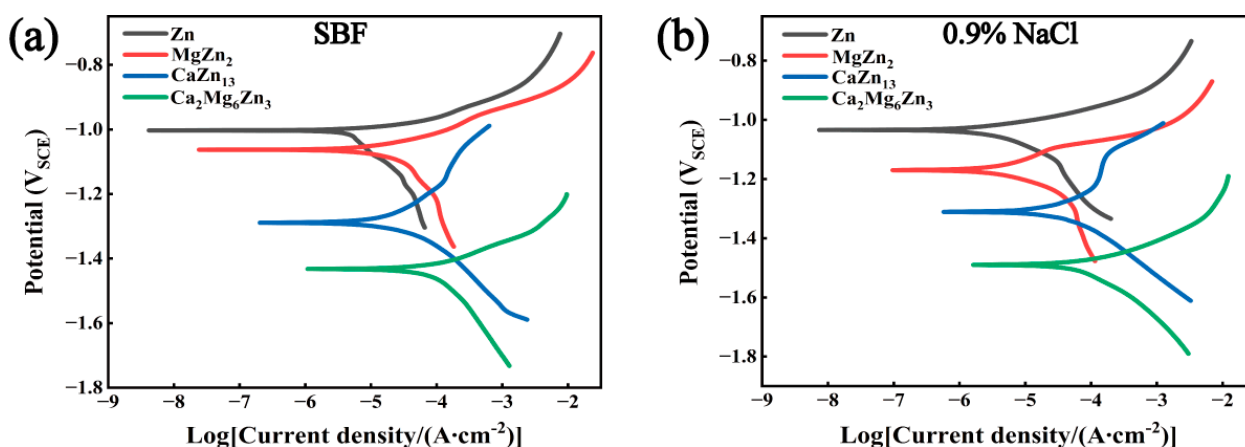 (a)
SBF
Zn
MgZn₂
CaZn₁₃
Ca₂Mg₆Zn₃
Potential (V_SCE)
−0.8
−1.0
−1.2
−1.4
−1.6
−1.8
−9 −8 −7 −6 −5 −4 −3 −2
Log[Current density/(A·cm⁻²)]
(b)
0.9% NaCl
Zn
MgZn₂
CaZn₁₃
Ca₂Mg₆Zn₃
Potential (V_SCE)
−0.8
−1.0
−1.2
−1.4
−1.6
−1.8
−9 −8 −7 −6 −5 −4 −3 −2
Log[Current density/(A·cm⁻²)]